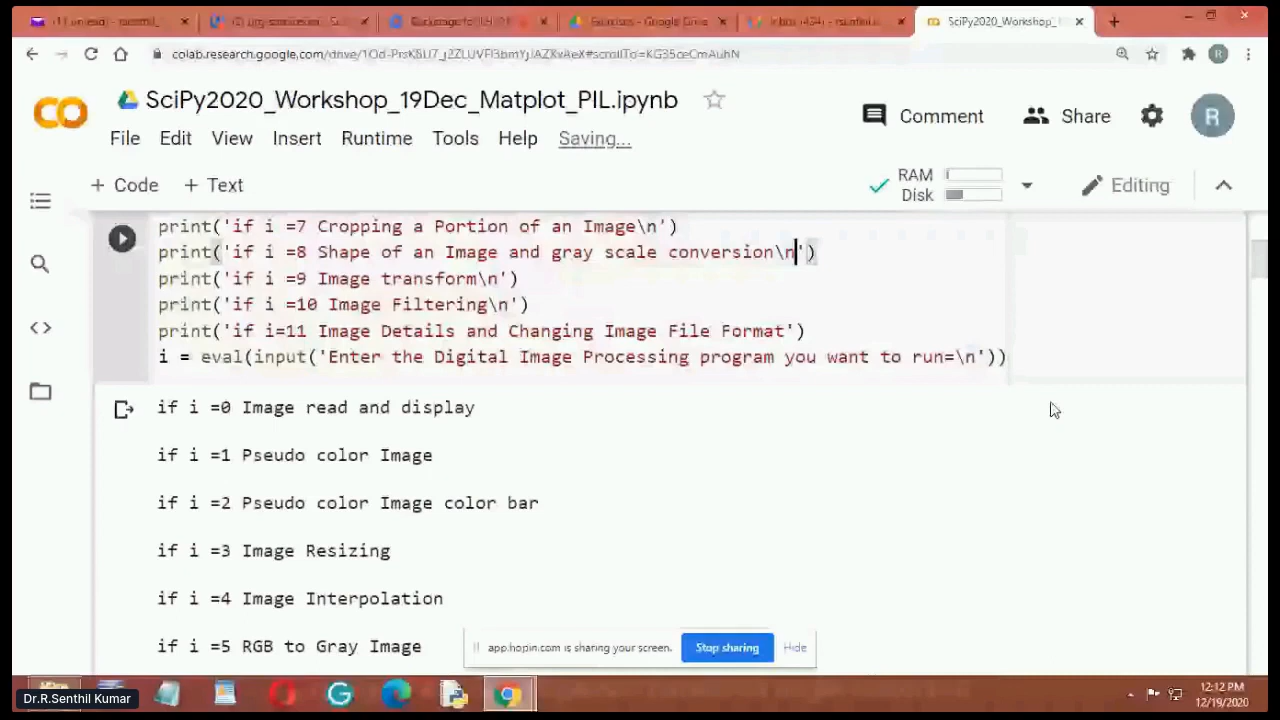 Exercises - Google Drive
SciPy2020_Workshop_1
colab.research.google.com/drive/
SciPy2020_Workshop_19Dec_Matplot_PIL.ipynb
Comment
Share
R
File Edit View Insert Runtime Tools Help Saving...
+ Code + Text
RAM
Disk
Editing
print('if i =7 Cropping a Portion of an Image\n')
print('if i =8 Shape of an Image and gray scale conversion\n')
print('if i =9 Image transform\n')
print('if i =10 Image Filtering\n')
print('if i=11 Image Details and Changing Image File Format')
i = eval(input('Enter the Digital Image Processing program you want to run=\n'))
if i =0 Image read and display
if i =1 Pseudo color Image
if i =2 Pseudo color Image color bar
if i =3 Image Resizing
if i =4 Image Interpolation
if i =5 RGB to Gray Image
app.hopin.com is sharing your screen. Stop sharing Hide
Dr.R.Senthil Kumar
12:12 PM
12/19/2020